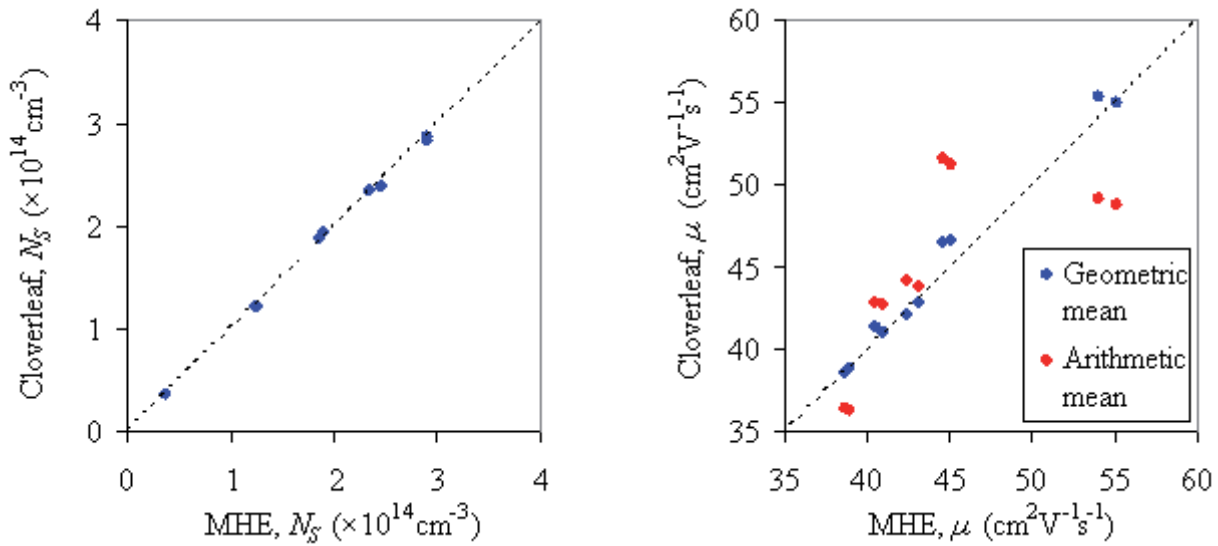 4
3
2
1
0
0
1
2
3
4
Cloverleaf, N_S (×10^14 cm^-3)
MHE, N_S (×10^14 cm^-3)
60
55
50
45
40
35
35
40
45
50
55
60
Cloverleaf, μ (cm^2V^-1s^-1)
MHE, μ (cm^2V^-1s^-1)
Geometric
mean
Arithmetic
mean